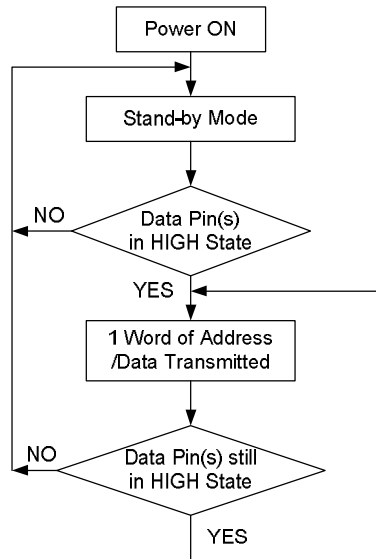 Power ON
Stand-by Mode
NO
Data Pin(s)
in HIGH State
YES
1 Word of Address
/Data Transmitted
NO
Data Pin(s) still
in HIGH State
YES